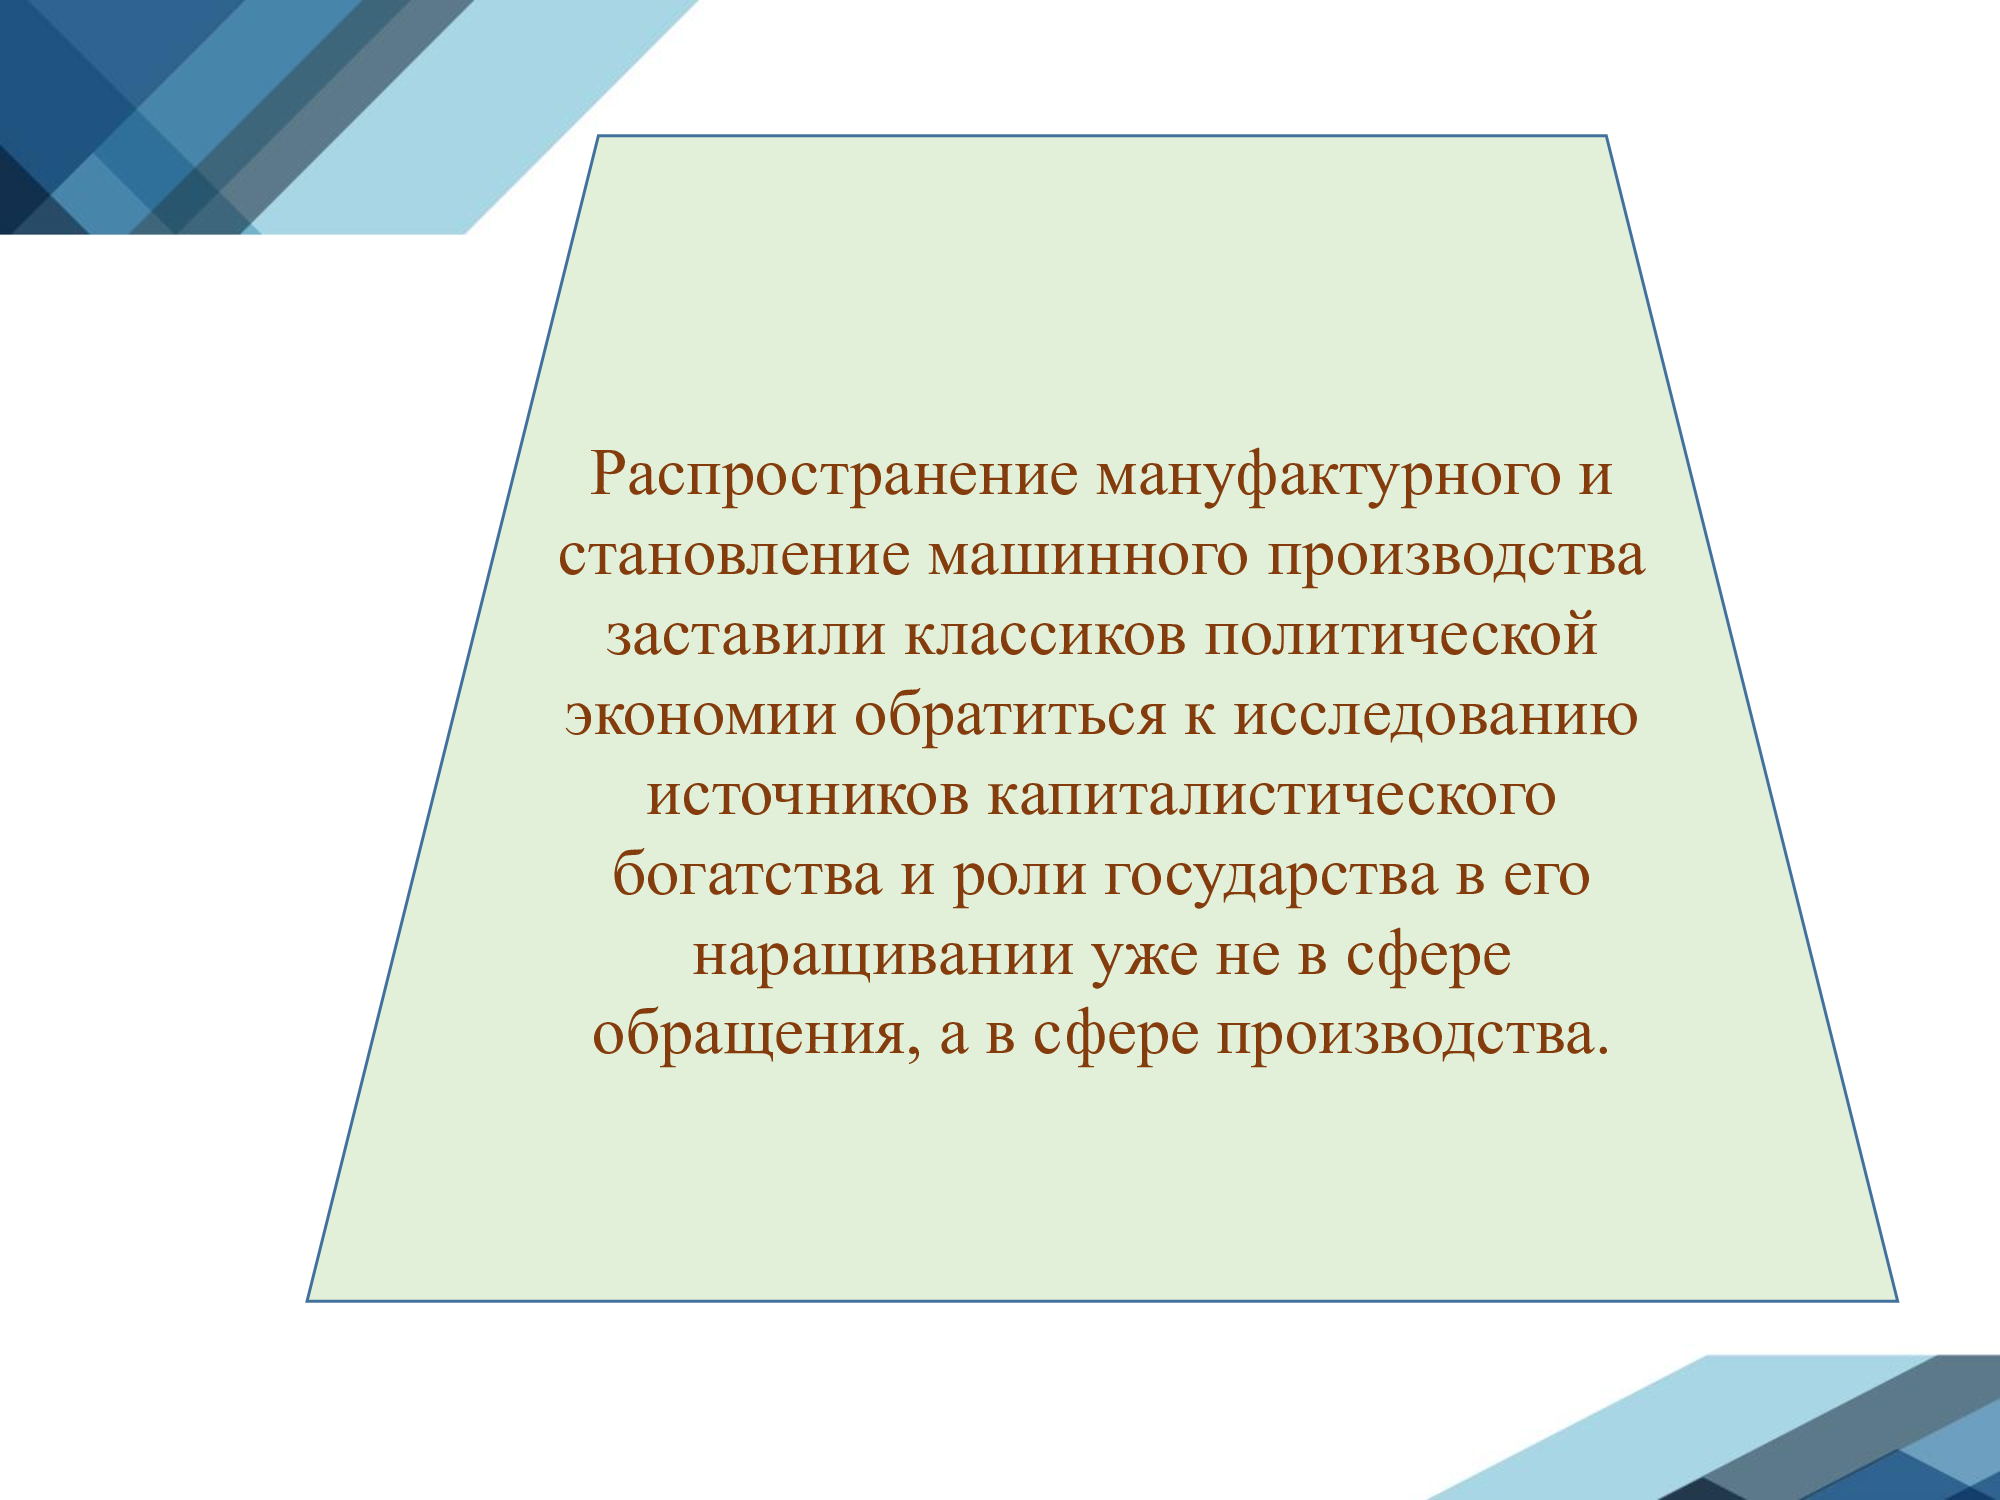 Распространение мануфактурного и
становление машинного производства
заставили классиков политической
экономии обратиться к исследованию
источников капиталистического
богатства и роли государства в его
наращивании уже не в сфере
обращения, а в сфере производства.